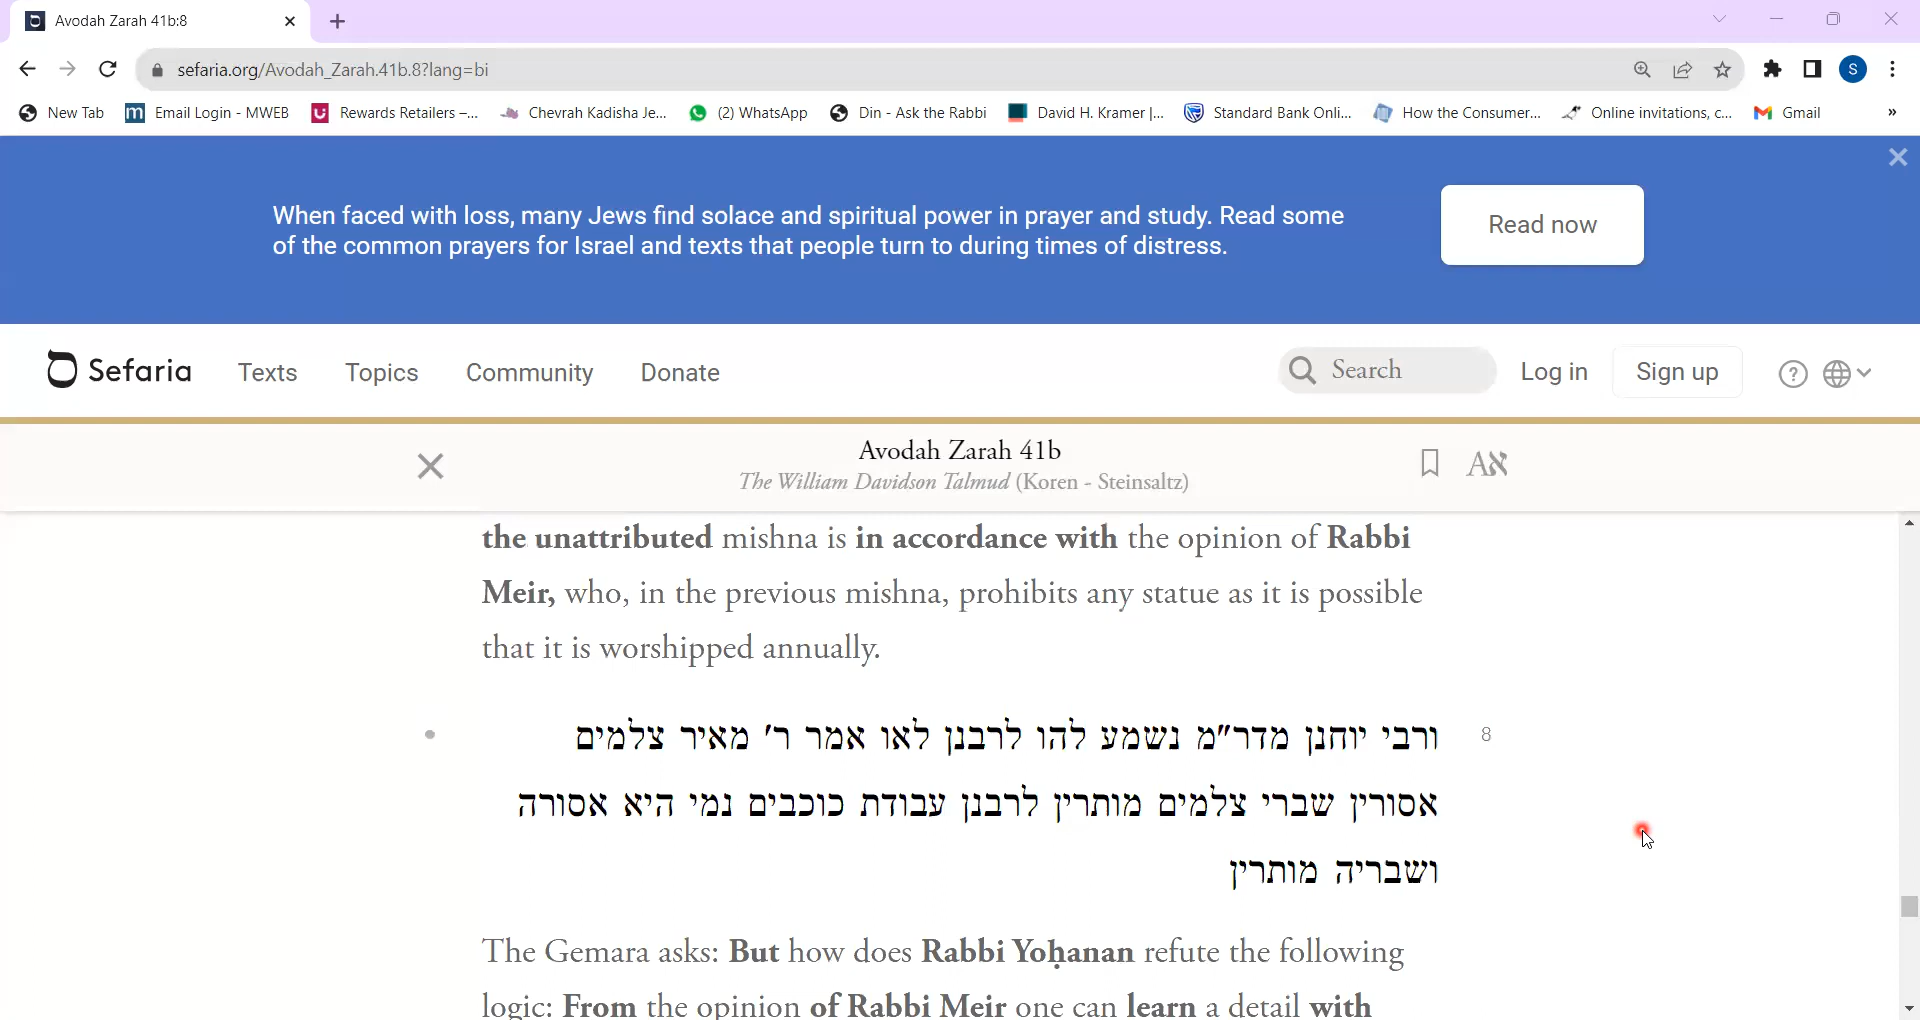 Avodah Zarah 41b:8
sefaria.org/Avodah_Zarah.41b.8?lang=bi
S
New Tab
Email Login - MWEB
Rewards Retailers –...
Chevrah Kadisha Je...
(2) WhatsApp
Din - Ask the Rabbi
David H. Kramer |...
Standard Bank Onli...
How the Consumer...
Online invitations, c...
Gmail
»
When faced with loss, many Jews find solace and spiritual power in prayer and study. Read some
of the common prayers for Israel and texts that people turn to during times of distress.
Read now
Sefaria
Texts
Topics
Community
Donate
Search
Log in
Sign up
Avodah Zarah 41b
The William Davidson Talmud (Koren - Steinsaltz)
Aא
the unattributed mishna is in accordance with the opinion of Rabbi
Meir, who, in the previous mishna, prohibits any statue as it is possible
that it is worshipped annually.
8
ורבי יוחנן מדר״מ נשמע להו לרבנן לאו אמר ר׳ מאיר צלמים
אסורין שברי צלמים מותרין לרבנן עבודת כוכבים נמי היא אסורה
ושבריה מותרין
The Gemara asks: But how does Rabbi Yoḥanan refute the following
logic: From the opinion of Rabbi Meir one can learn a detail with